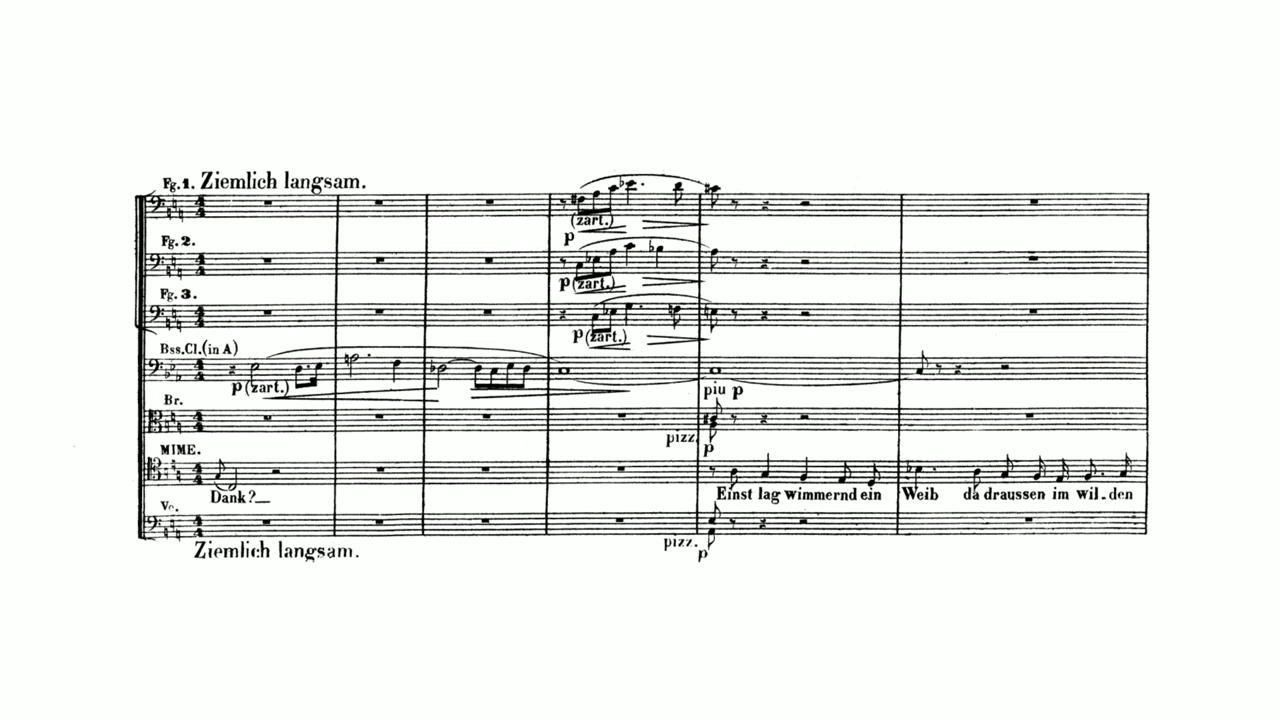 Fg. 1. Ziemlich langsam.
(zart.)
p
Fg. 2.
p (zart.)
Fg. 3.
p (zart.)
Bss.Cl.(in A)
p (zart.)
più p
Br.
pizz.
p
MIME.
Dank?_ Einst lag wimmernd ein Weib da draussen im wil-den
Vc.
pizz.
p
Ziemlich langsam.